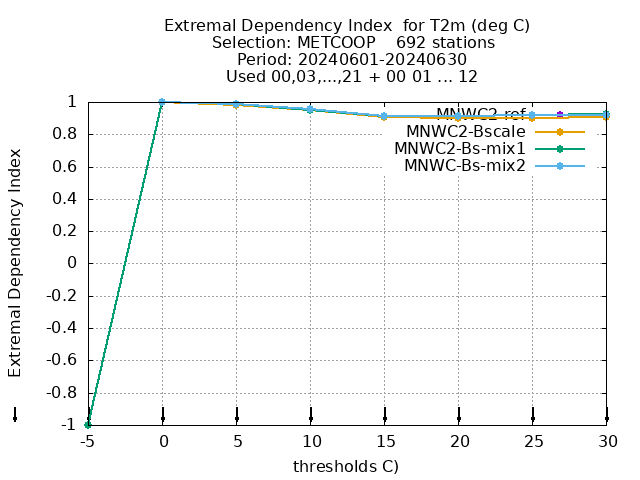 Extremal Dependency Index  for T2m (deg C)
Selection: METCOOP    692 stations
Period: 20240601-20240630
Used 00,03,...,21 + 00 01 ... 12
Extremal Dependency Index
1
0.8
0.6
0.4
0.2
0
-0.2
-0.4
-0.6
-0.8
-1
MNWC2-ref
MNWC2-Bscale
MNWC2-Bs-mix1
MNWC-Bs-mix2
-5 0 5 10 15 20 25 30
thresholds C)